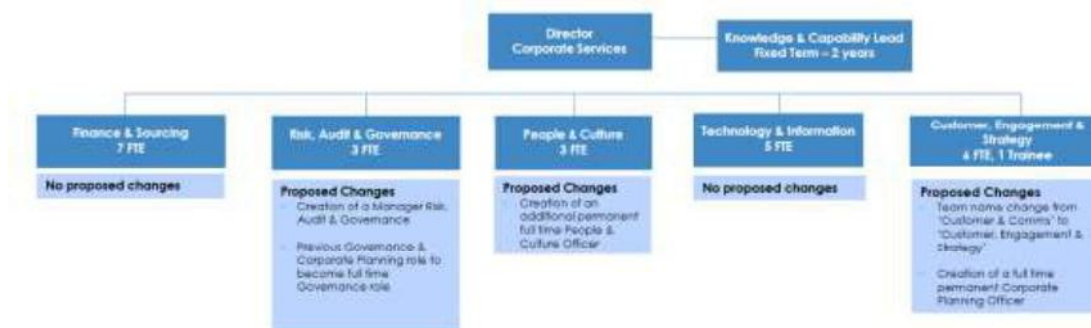 Director
Corporate Services
Knowledge & Capability Lead
Fixed Term – 2 years
Finance & Sourcing
7 FTE
No proposed changes
Risk, Audit & Governance
3 FTE
Proposed Changes
Creation of a Manager Risk,
Audit & Governance
Previous Governance &
Corporate Planning role to
become full time
Governance role
People & Culture
3 FTE
Proposed Changes
Creation of an
additional permanent
full time People &
Culture Officer
Technology & Information
5 FTE
No proposed changes
Customer, Engagement &
Strategy
6 FTE, 1 Trainee
Proposed Changes
Team name change from
"Customer & Comms" to
"Customer, Engagement &
Strategy"
Creation of a full time
permanent Corporate
Planning Officer